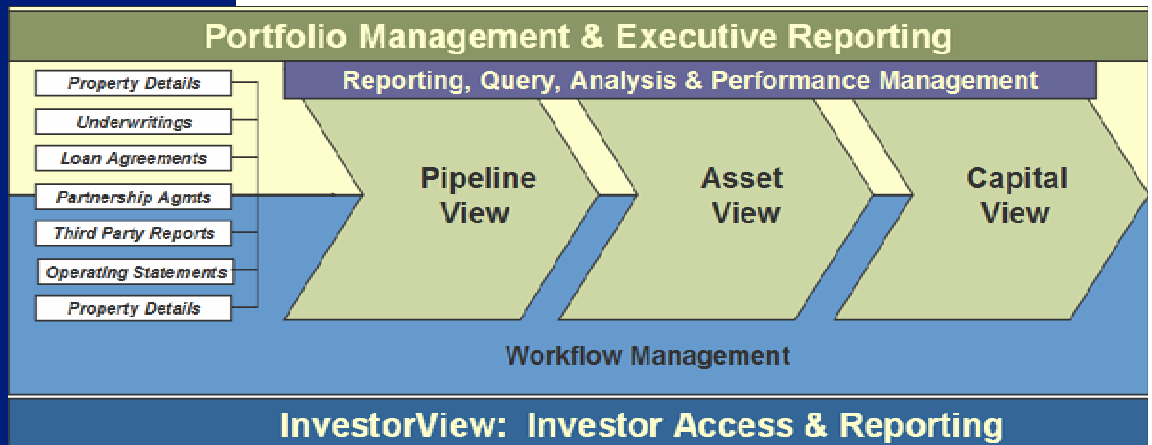 Portfolio Management & Executive Reporting
Reporting, Query, Analysis & Performance Management
Property Details
Underwritings
Loan Agreements
Partnership Agmts
Third Party Reports
Operating Statements
Property Details
Pipeline
View
Asset
View
Capital
View
Workflow Management
InvestorView: Investor Access & Reporting